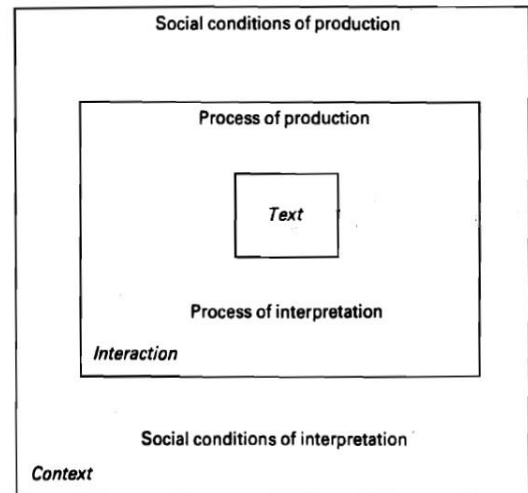 Social conditions of production
Process of production
Text
Process of interpretation
Interaction
Social conditions of interpretation
Context